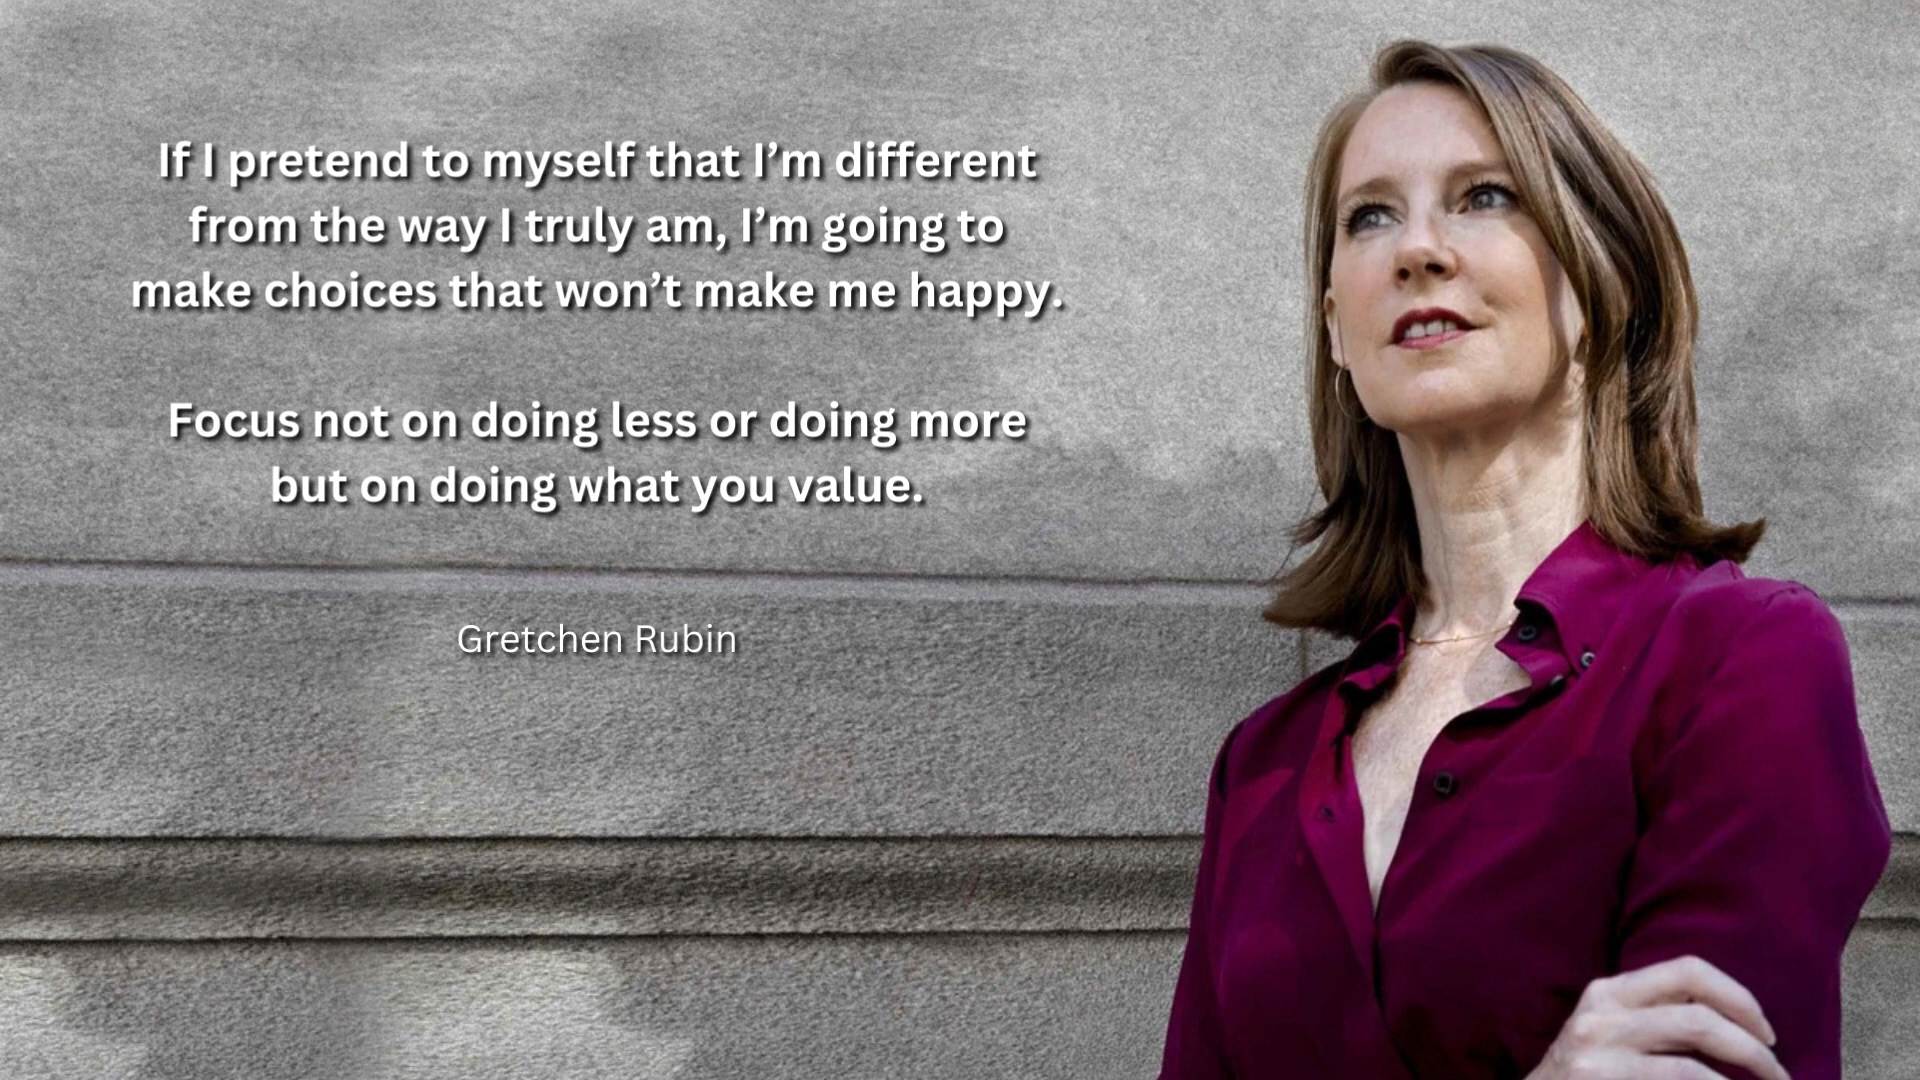 If I pretend to myself that I’m different
from the way I truly am, I’m going to
make choices that won’t make me happy.
Focus not on doing less or doing more
but on doing what you value.
Gretchen Rubin